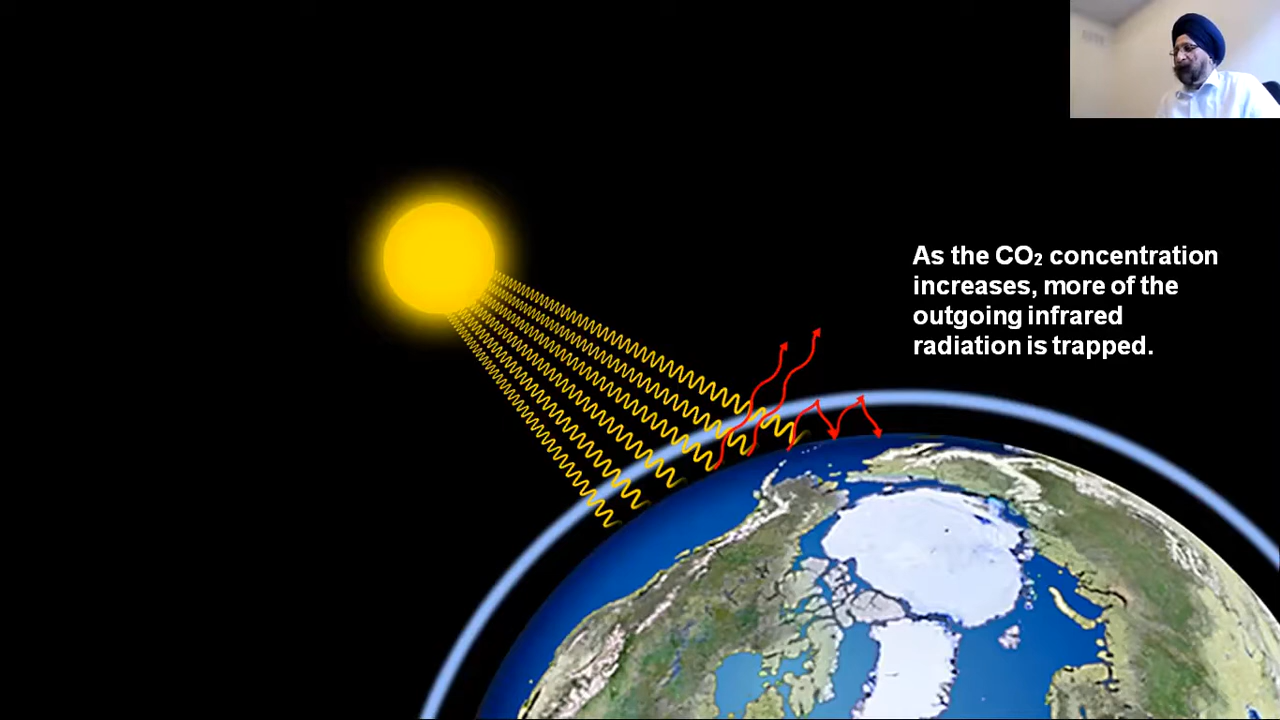 As the CO₂ concentration
increases, more of the
outgoing infrared
radiation is trapped.